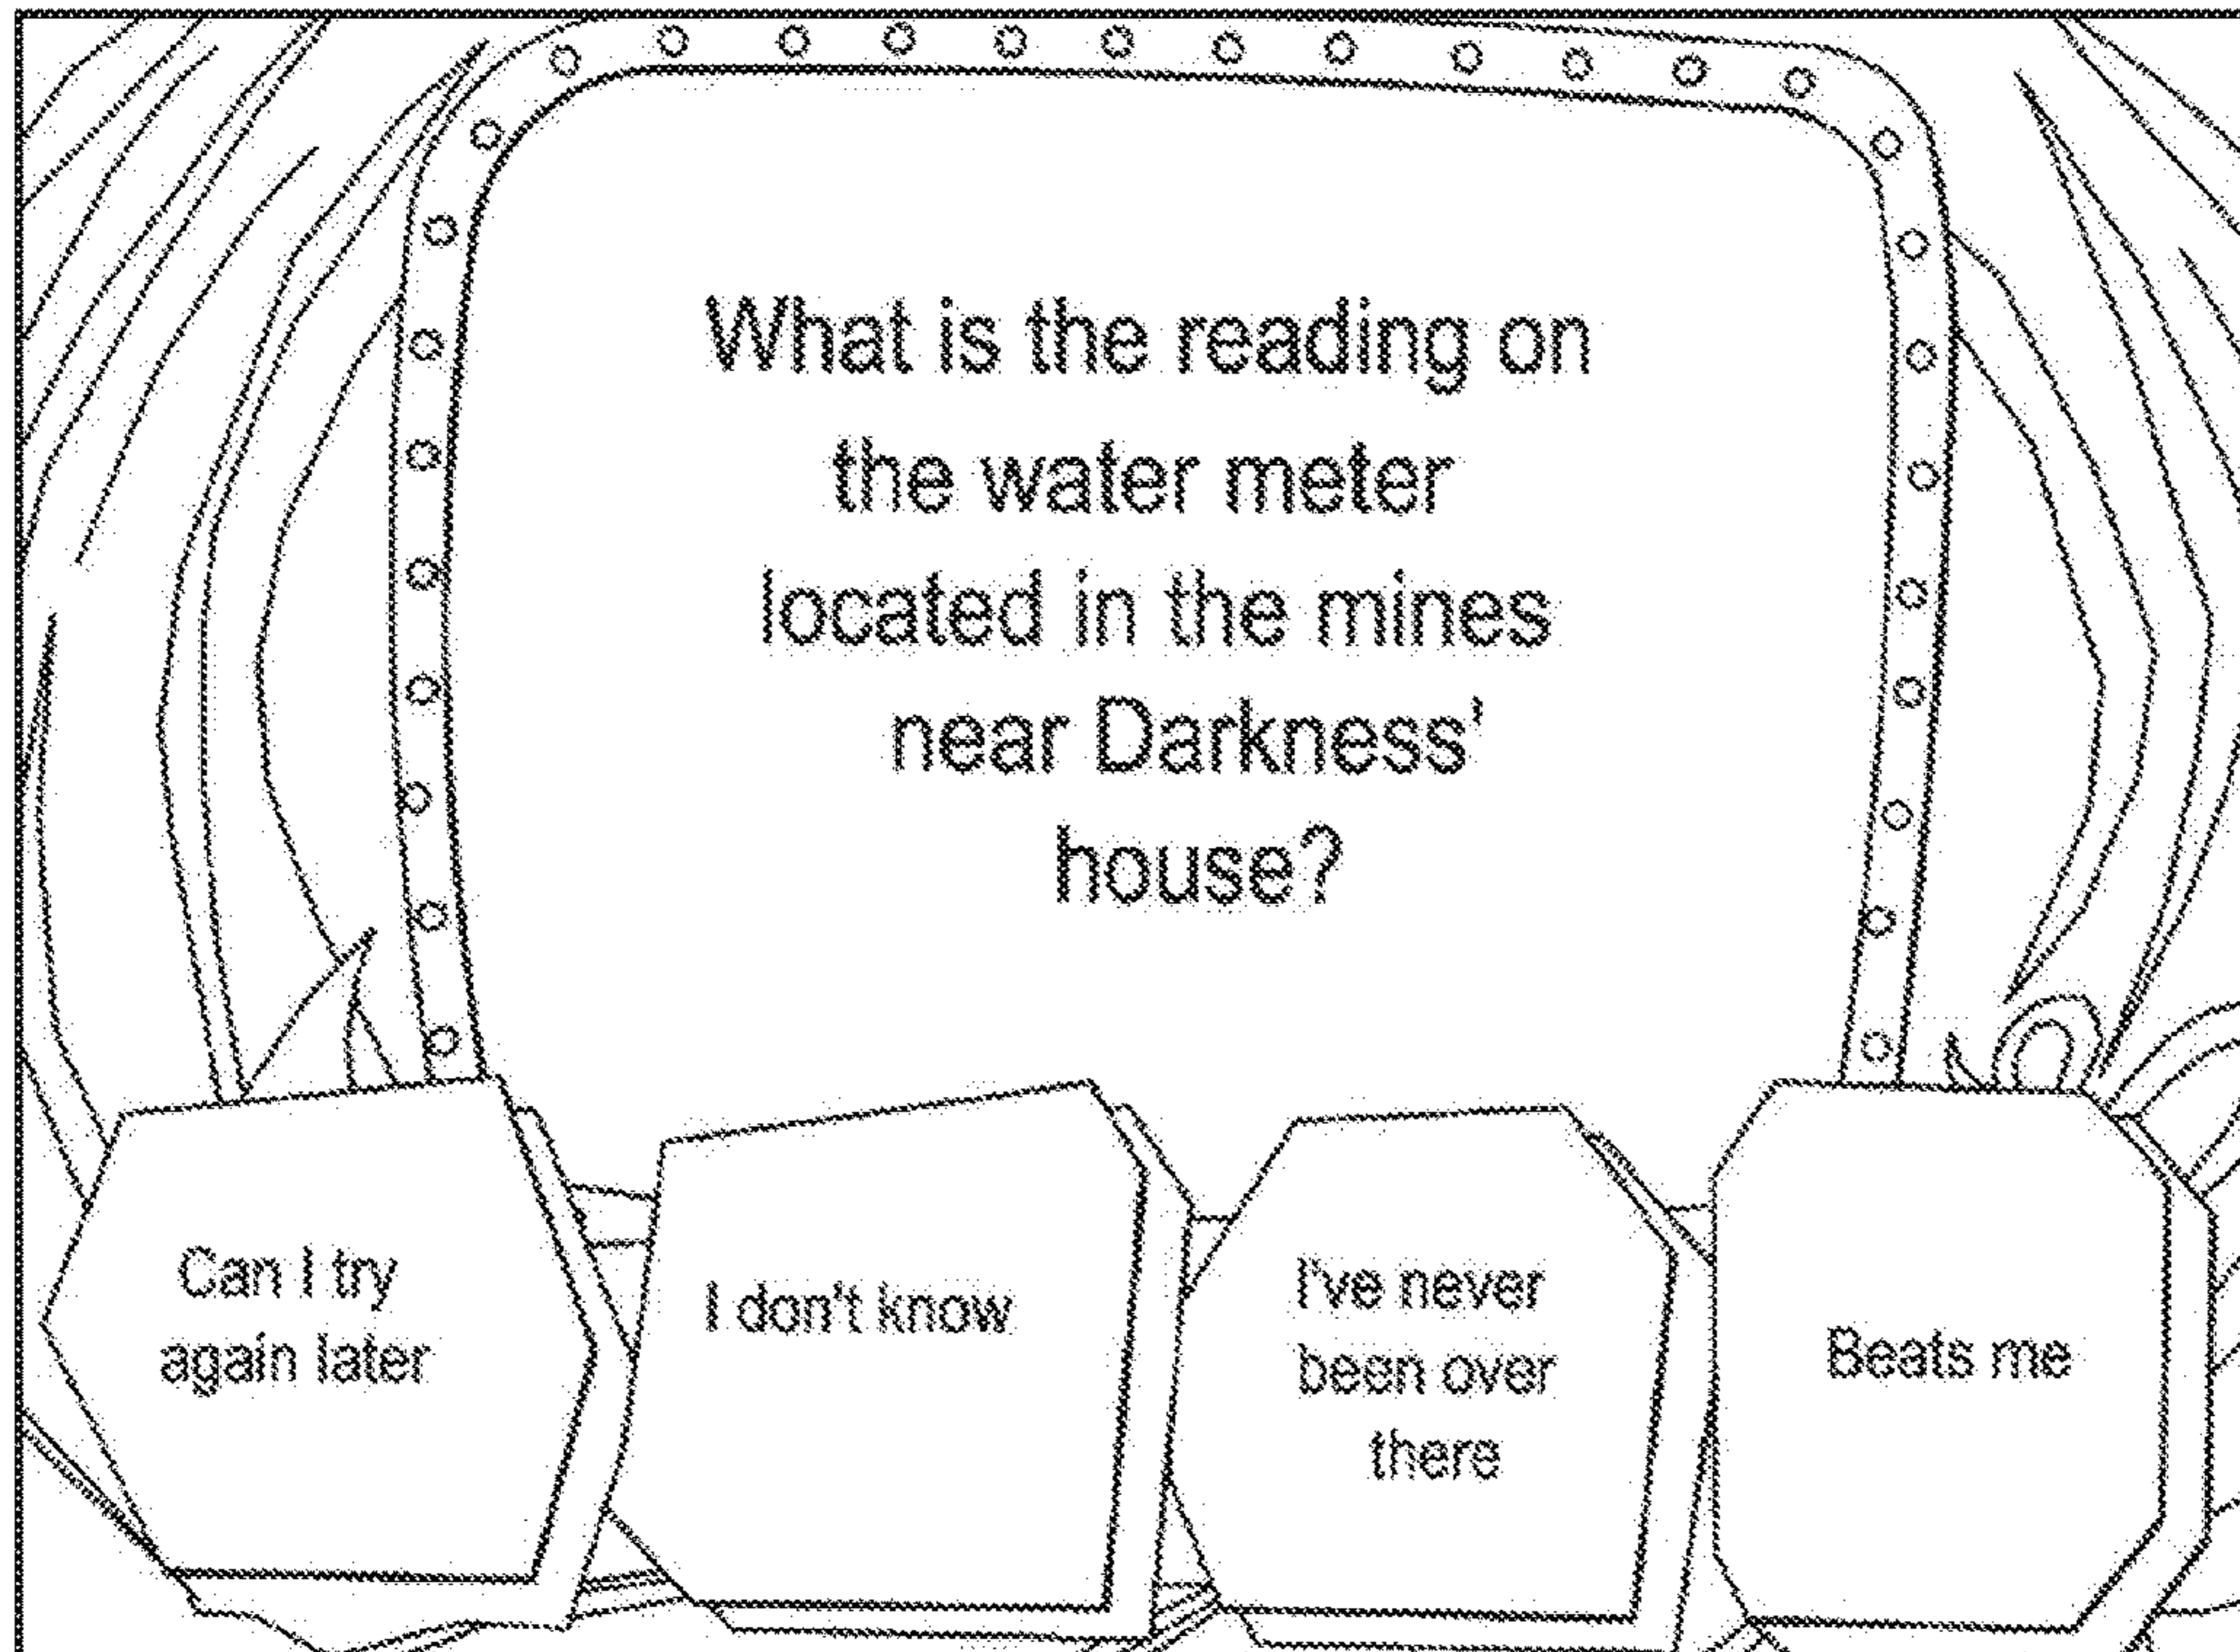 What is the reading on
the water meter
located in the mines
near Darkness'
house?
Can I try
again later
I don't know
I've never
been over
there
Beats me